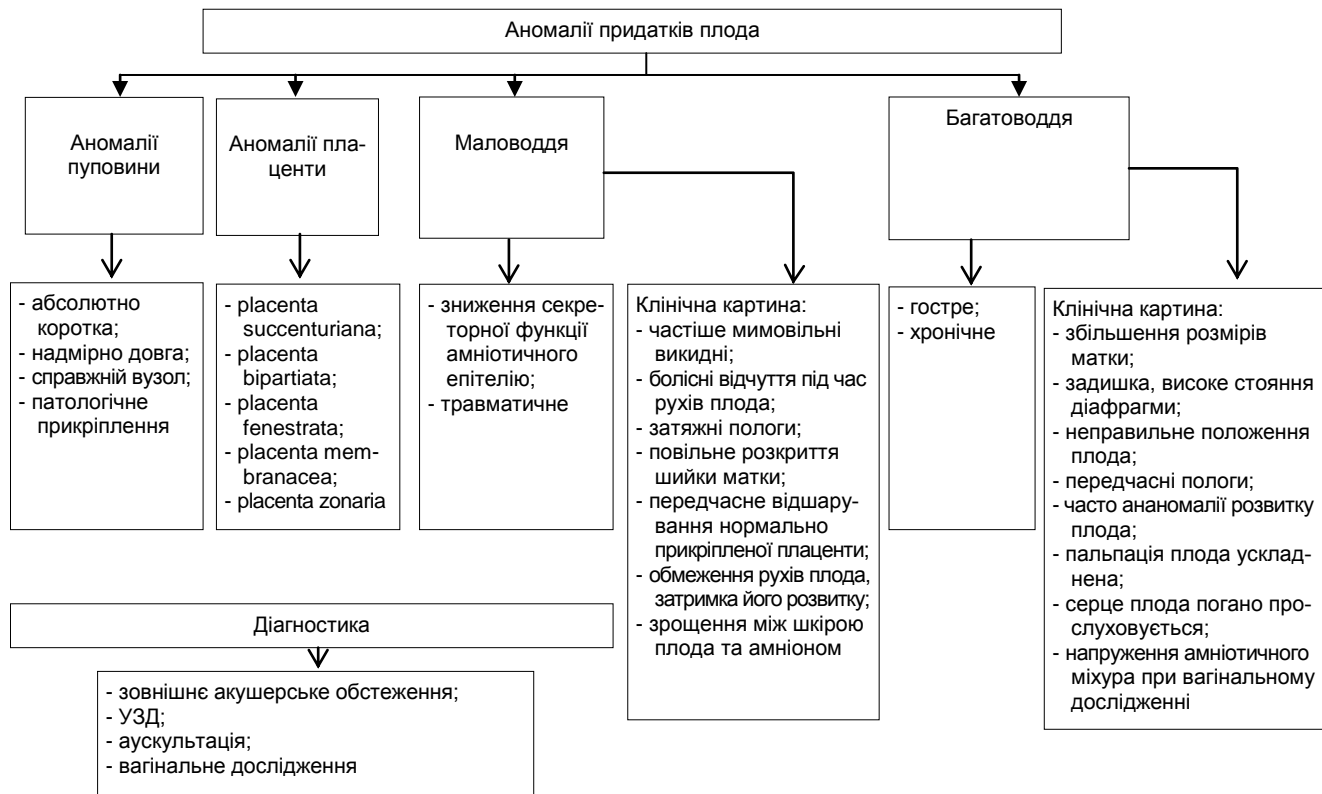 Аномалії придатків плода
Аномалії
пуповини
Аномалії пла-
центи
Маловоддя
Багатоводдя
- абсолютно
коротка;
- надмірно довга;
- справжній вузол;
- патологічне
прикріплення
- placenta
succenturiana;
- placenta
bipartiata;
- placenta
fenestrata;
- placenta mem-
branacea;
- placenta zonaria
- зниження секре-
торної функції
амніотичного
епітелію;
- травматичне
Клінічна картина:
- частіше мимовільні
викидні;
- болісні відчуття під час
рухів плода;
- затяжні пологи;
- повільне розкриття
шийки матки;
- передчасне відшару-
вання нормально
прикріпленої плаценти;
- обмеження рухів плода,
затримка його розвитку;
- зрощення між шкірою
плода та амніоном
- гостре;
- хронічне
Клінічна картина:
- збільшення розмірів
матки;
- задишка, високе стояння
діафрагми;
- неправильне положення
плода;
- передчасні пологи;
- часто ананомалії розвитку
плода;
- пальпація плода усклад-
нена;
- серце плода погано про-
слуховується;
- напруження амніотичного
міхура при вагінальному
дослідженні
Діагностика
- зовнішнє акушерське обстеження;
- УЗД;
- аускультація;
- вагінальне дослідження